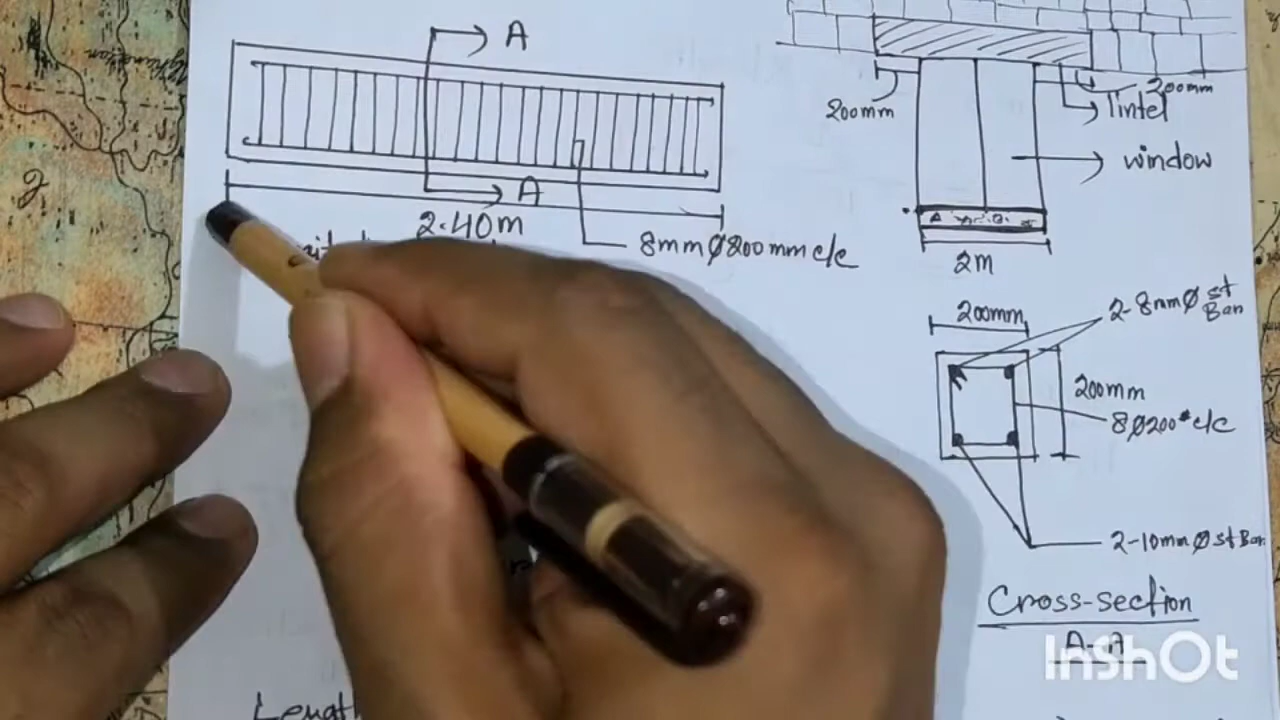 A
A
2.40m
8mmØ200mm c/c
200mm
200mm
lintel
window
2m
200mm
2-8mmØ st
Bar
200mm
8Ø200" c/c
2-10mmØ st Bar
Cross-section
A-A
Length
InShOt